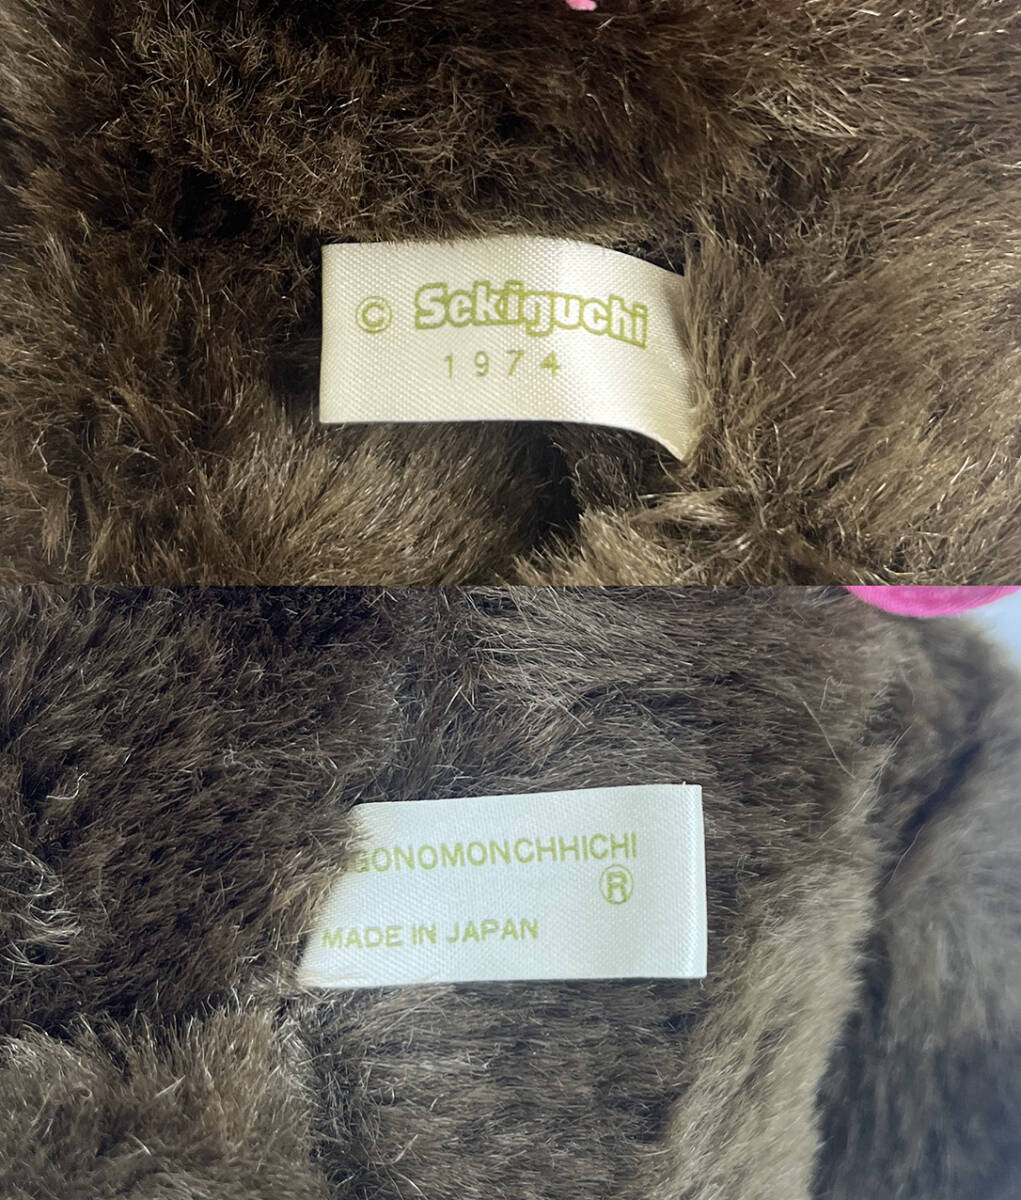 © Sekiguchi
1974
GONOMONCHHICHI
®
MADE IN JAPAN